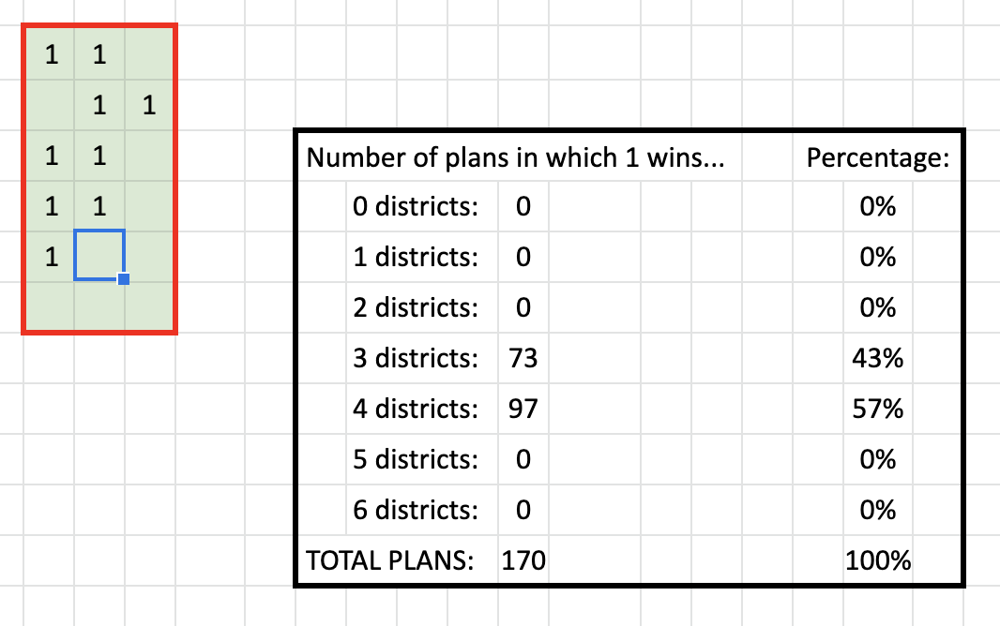 1 1
1 1
1 1
1 1
1
Number of plans in which 1 wins... Percentage:
0 districts: 0 0%
1 districts: 0 0%
2 districts: 0 0%
3 districts: 73 43%
4 districts: 97 57%
5 districts: 0 0%
6 districts: 0 0%
TOTAL PLANS: 170 100%